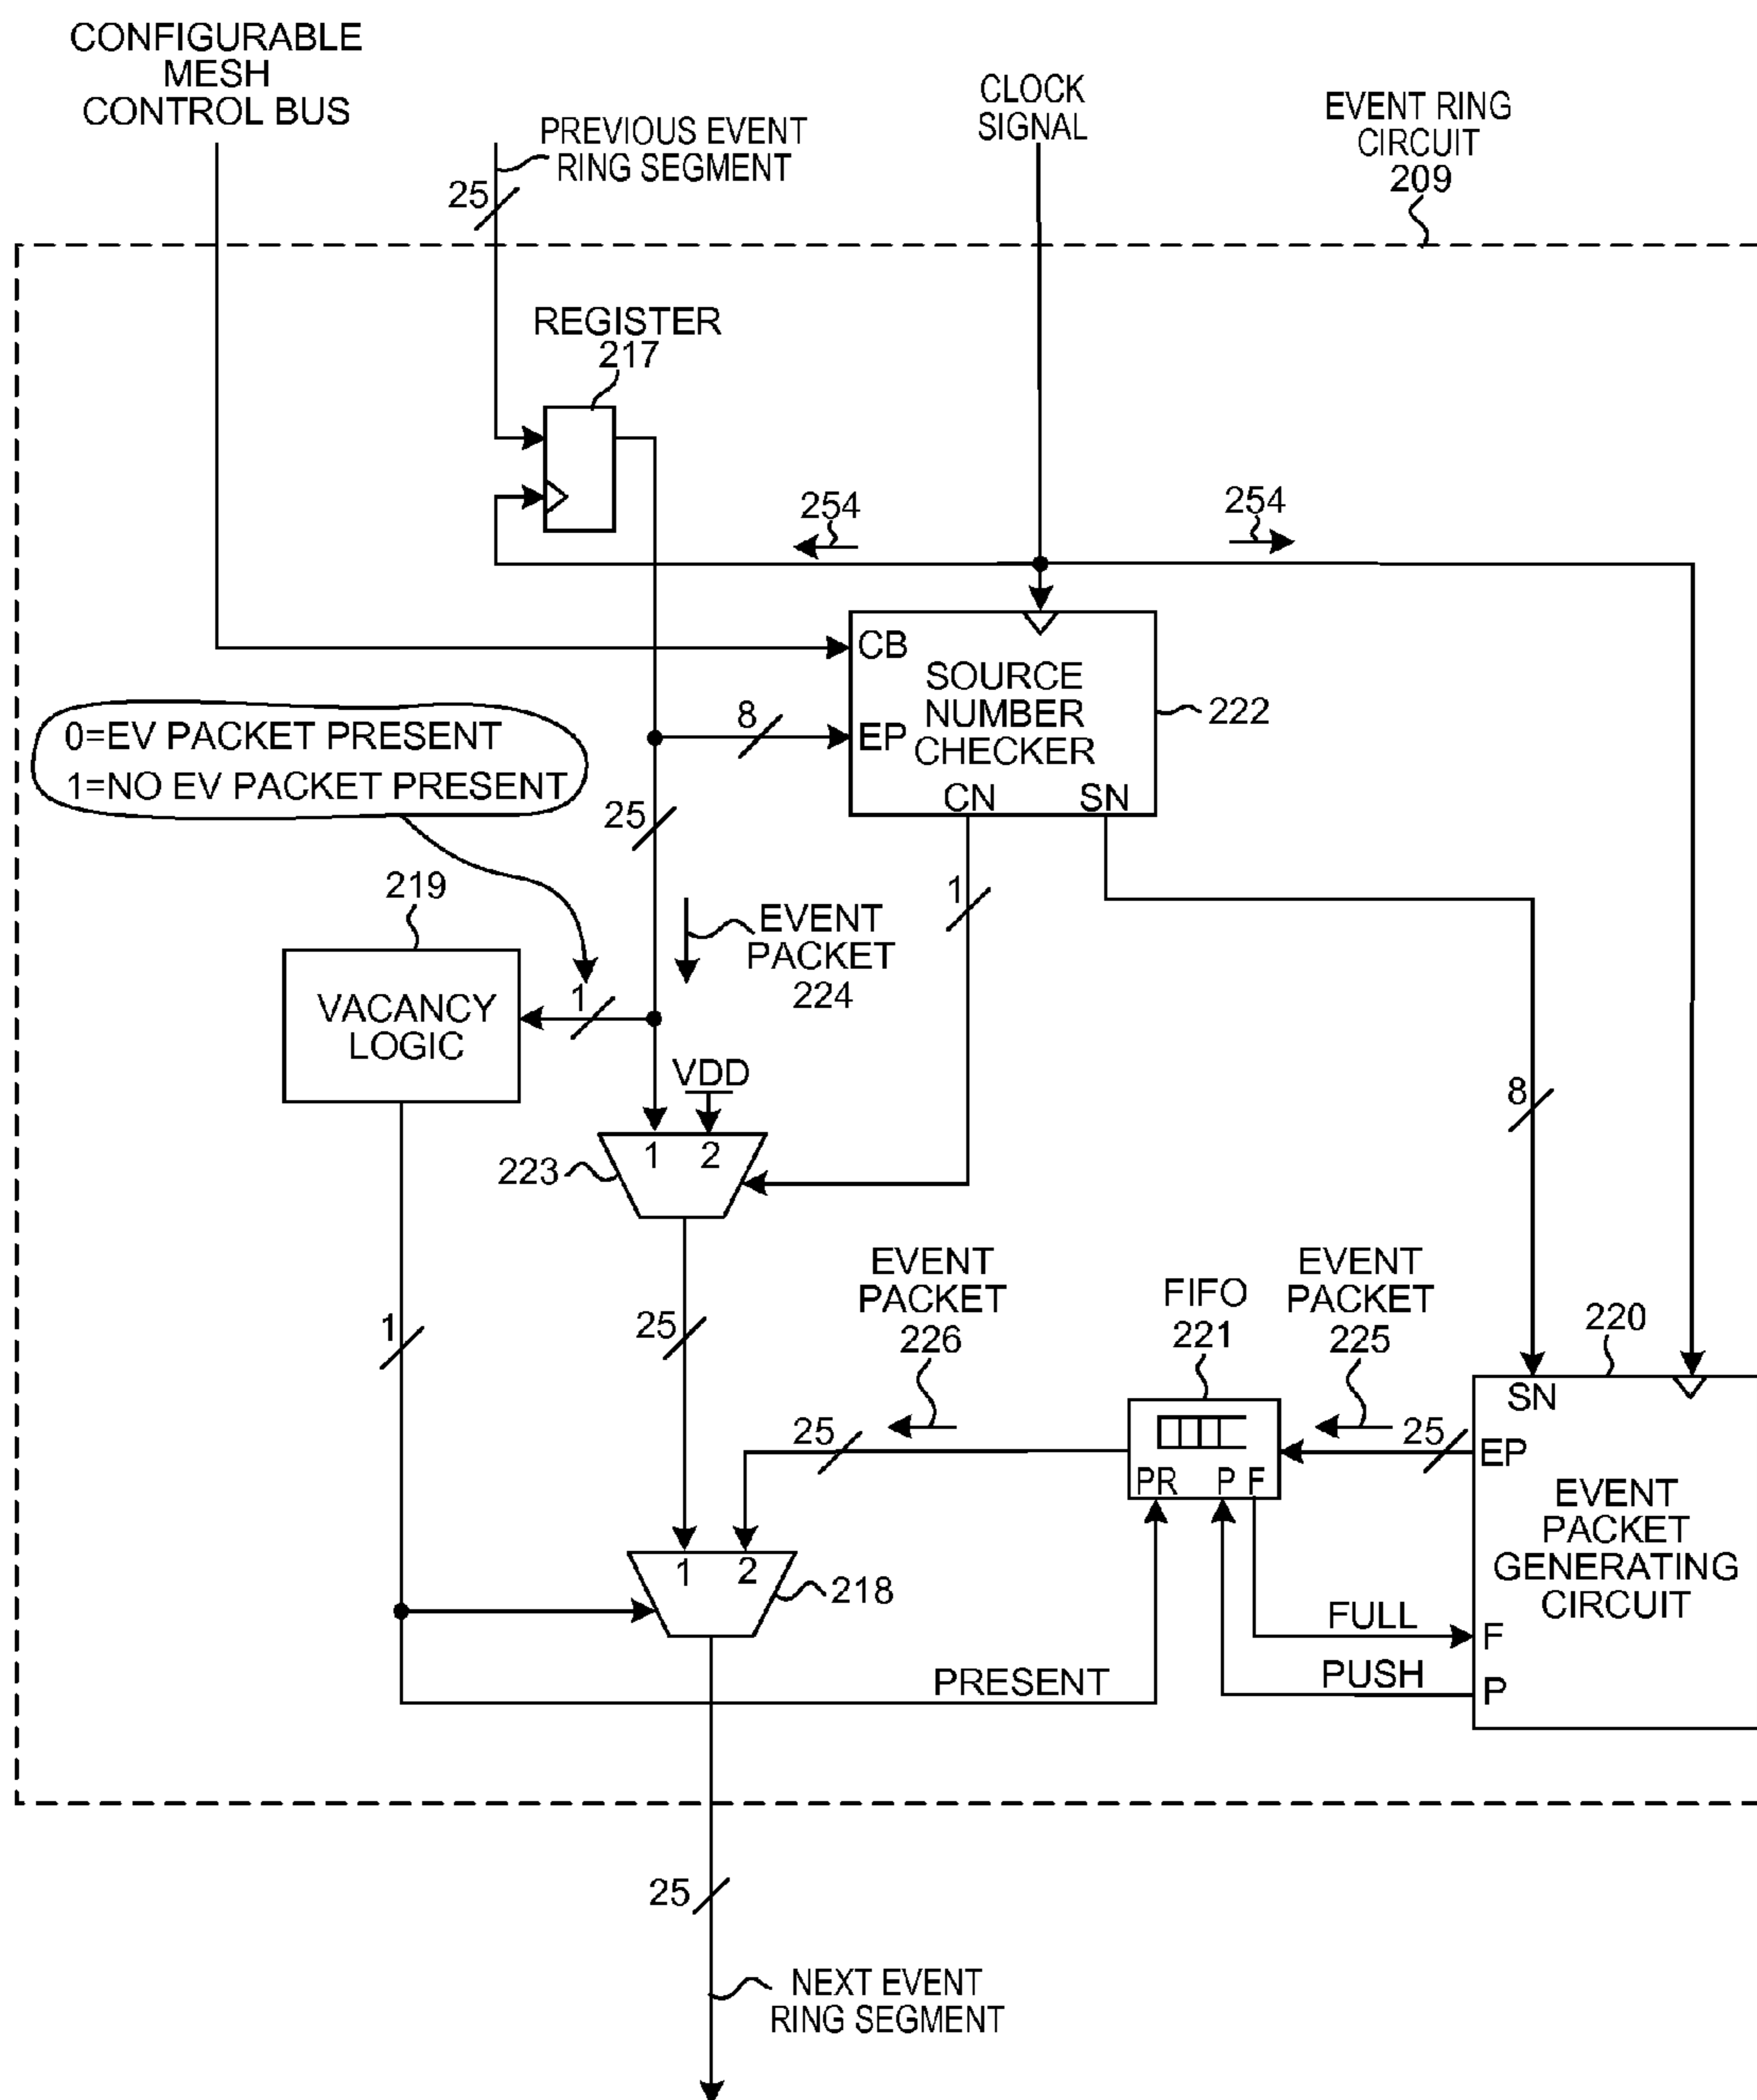 CONFIGURABLE
MESH
CONTROL BUS
PREVIOUS EVENT
RING SEGMENT
25
CLOCK
SIGNAL
EVENT RING
CIRCUIT
209
REGISTER
217
254
254
CB
SOURCE
NUMBER
CHECKER
EP
CN
SN
222
8
0=EV PACKET PRESENT
1=NO EV PACKET PRESENT
25
219
1
EVENT
PACKET
224
VACANCY
LOGIC
1
VDD
8
1
2
223
EVENT
PACKET
226
FIFO
221
EVENT
PACKET
225
220
1
25
SN
25
25
EP
PR
P
F
EVENT
PACKET
GENERATING
CIRCUIT
1
2
218
FULL
F
PRESENT
PUSH
P
25
NEXT EVENT
RING SEGMENT